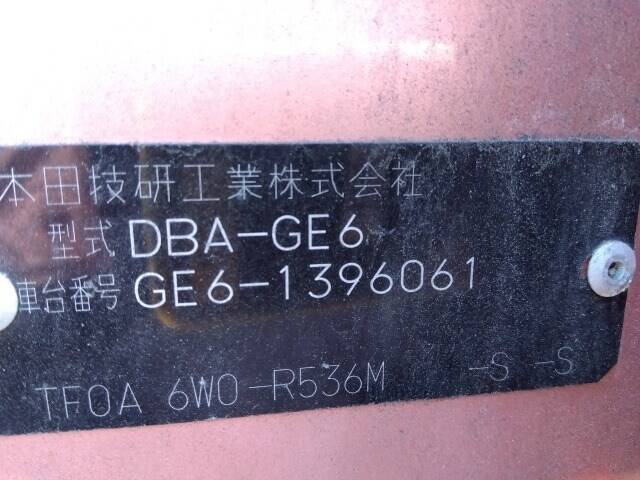 本田技研工業株式会社
型式 DBA-GE6
車台番号 GE6-1396061
TF0A 6W0-R536M -S -S